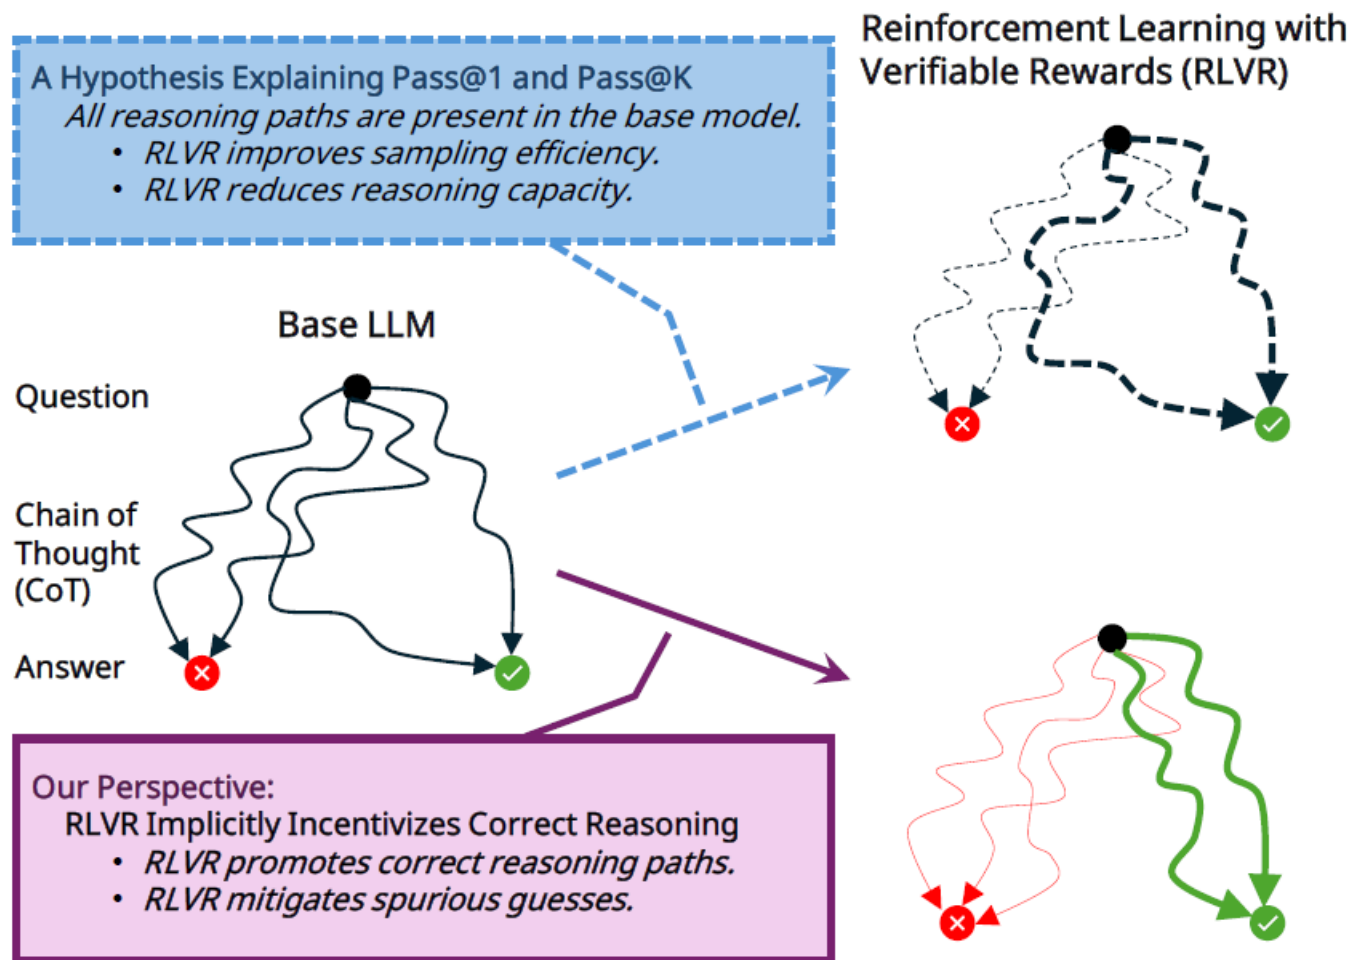 Reinforcement Learning with
Verifiable Rewards (RLVR)
A Hypothesis Explaining Pass@1 and Pass@K
All reasoning paths are present in the base model.
• RLVR improves sampling efficiency.
• RLVR reduces reasoning capacity.
Base LLM
Question
Chain of
Thought
(CoT)
Answer
Our Perspective:
RLVR Implicitly Incentivizes Correct Reasoning
• RLVR promotes correct reasoning paths.
• RLVR mitigates spurious guesses.